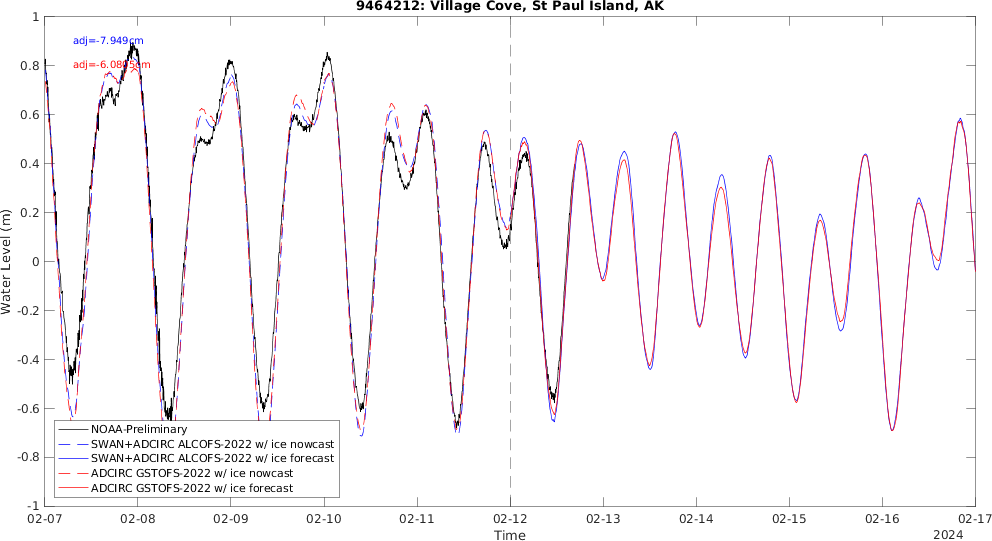 9464212: Village Cove, St Paul Island, AK
adj=-7.949cm
adj=-6.0805cm
Water Level (m)
1
0.8
0.6
0.4
0.2
0
-0.2
-0.4
-0.6
-0.8
-1
NOAA-Preliminary
SWAN+ADCIRC ALCOFS-2022 w/ ice nowcast
SWAN+ADCIRC ALCOFS-2022 w/ ice forecast
ADCIRC GSTOFS-2022 w/ ice nowcast
ADCIRC GSTOFS-2022 w/ ice forecast
02-07 02-08 02-09 02-10 02-11 02-12 02-13 02-14 02-15 02-16 02-17
Time
2024